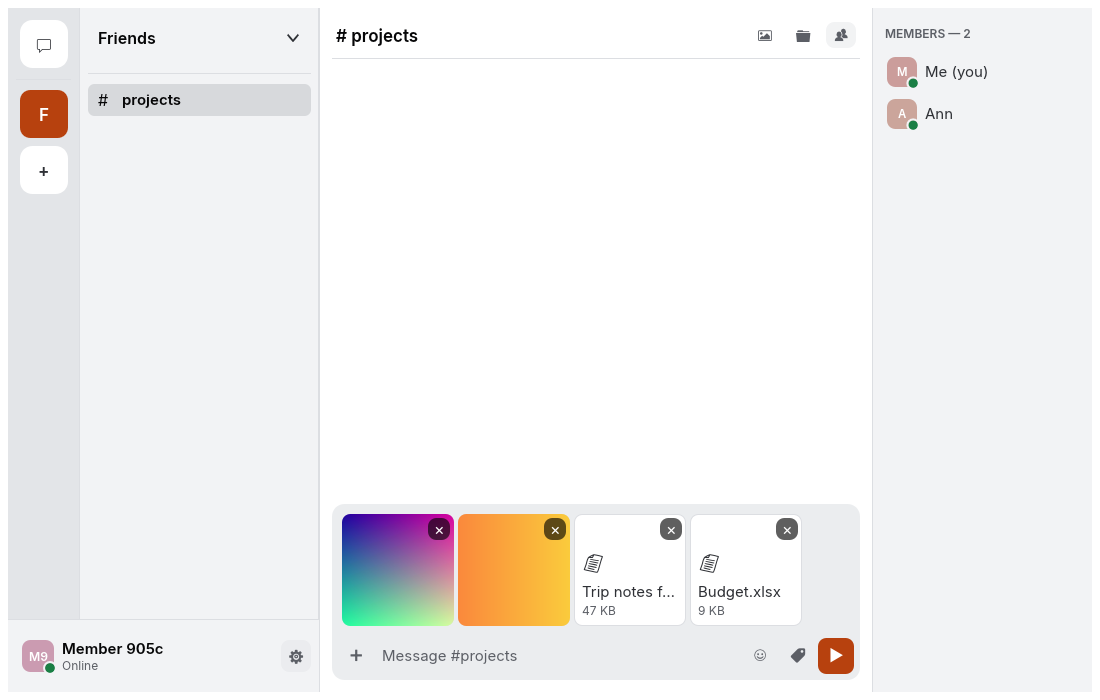 F
+
Friends
# projects
# projects
MEMBERS — 2
M
Me (you)
A
Ann
Trip notes f...
47 KB
Budget.xlsx
9 KB
+ Message #projects
M9
Member 905c
Online